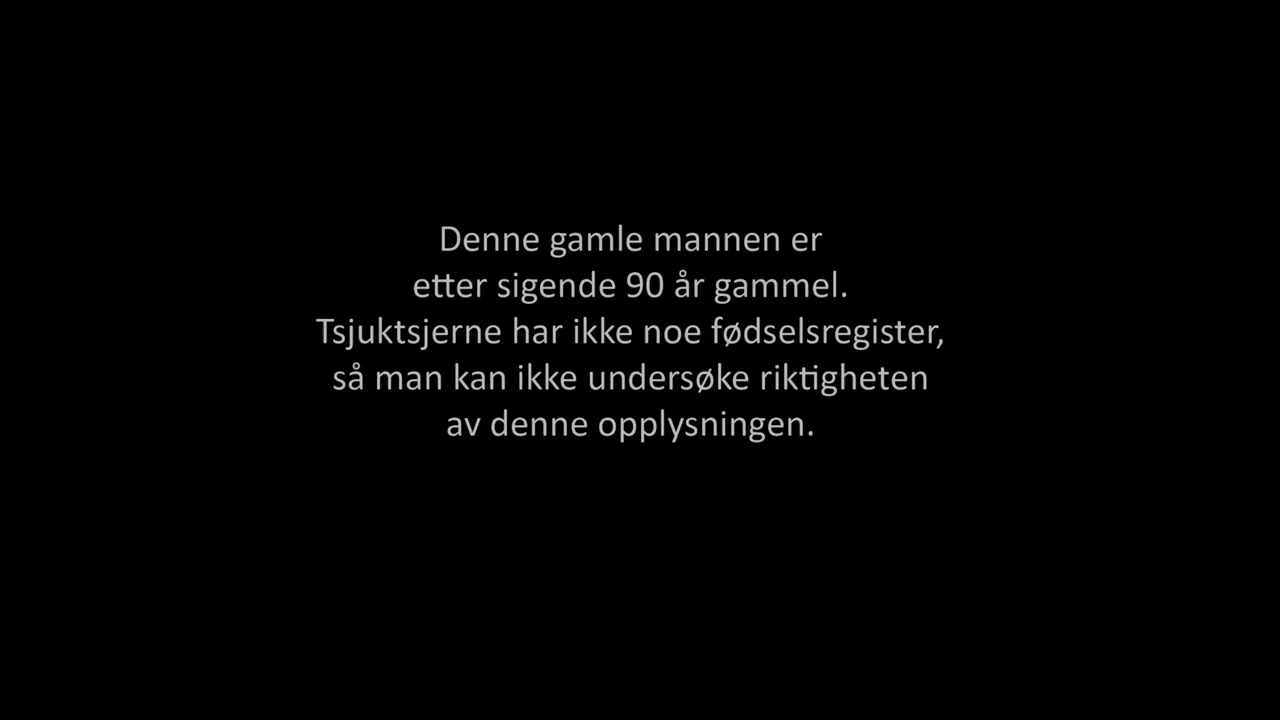 Denne gamle mannen er
etter sigende 90 år gammel.
Tsjuktsjerne har ikke noe fødselsregister,
så man kan ikke undersøke riktigheten
av denne opplysningen.